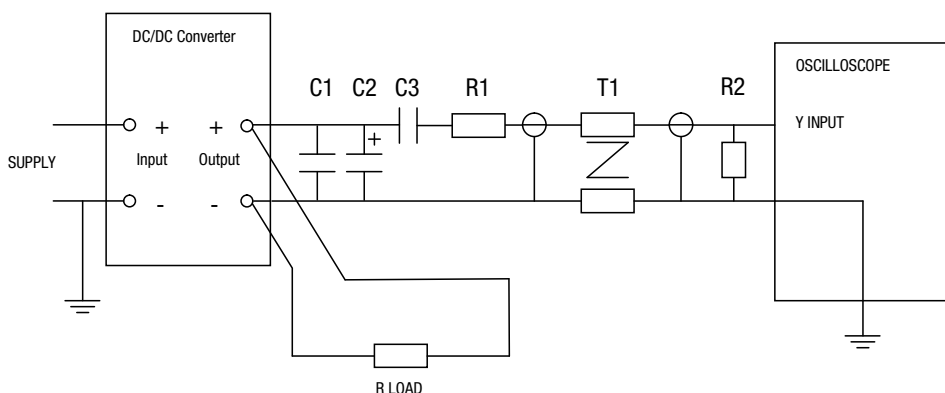 DC/DC Converter
OSCILLOSCOPE
C1 C2 C3 R1 T1 R2
Y INPUT
+ + +
+
SUPPLY
Input Output
- -
R LOAD